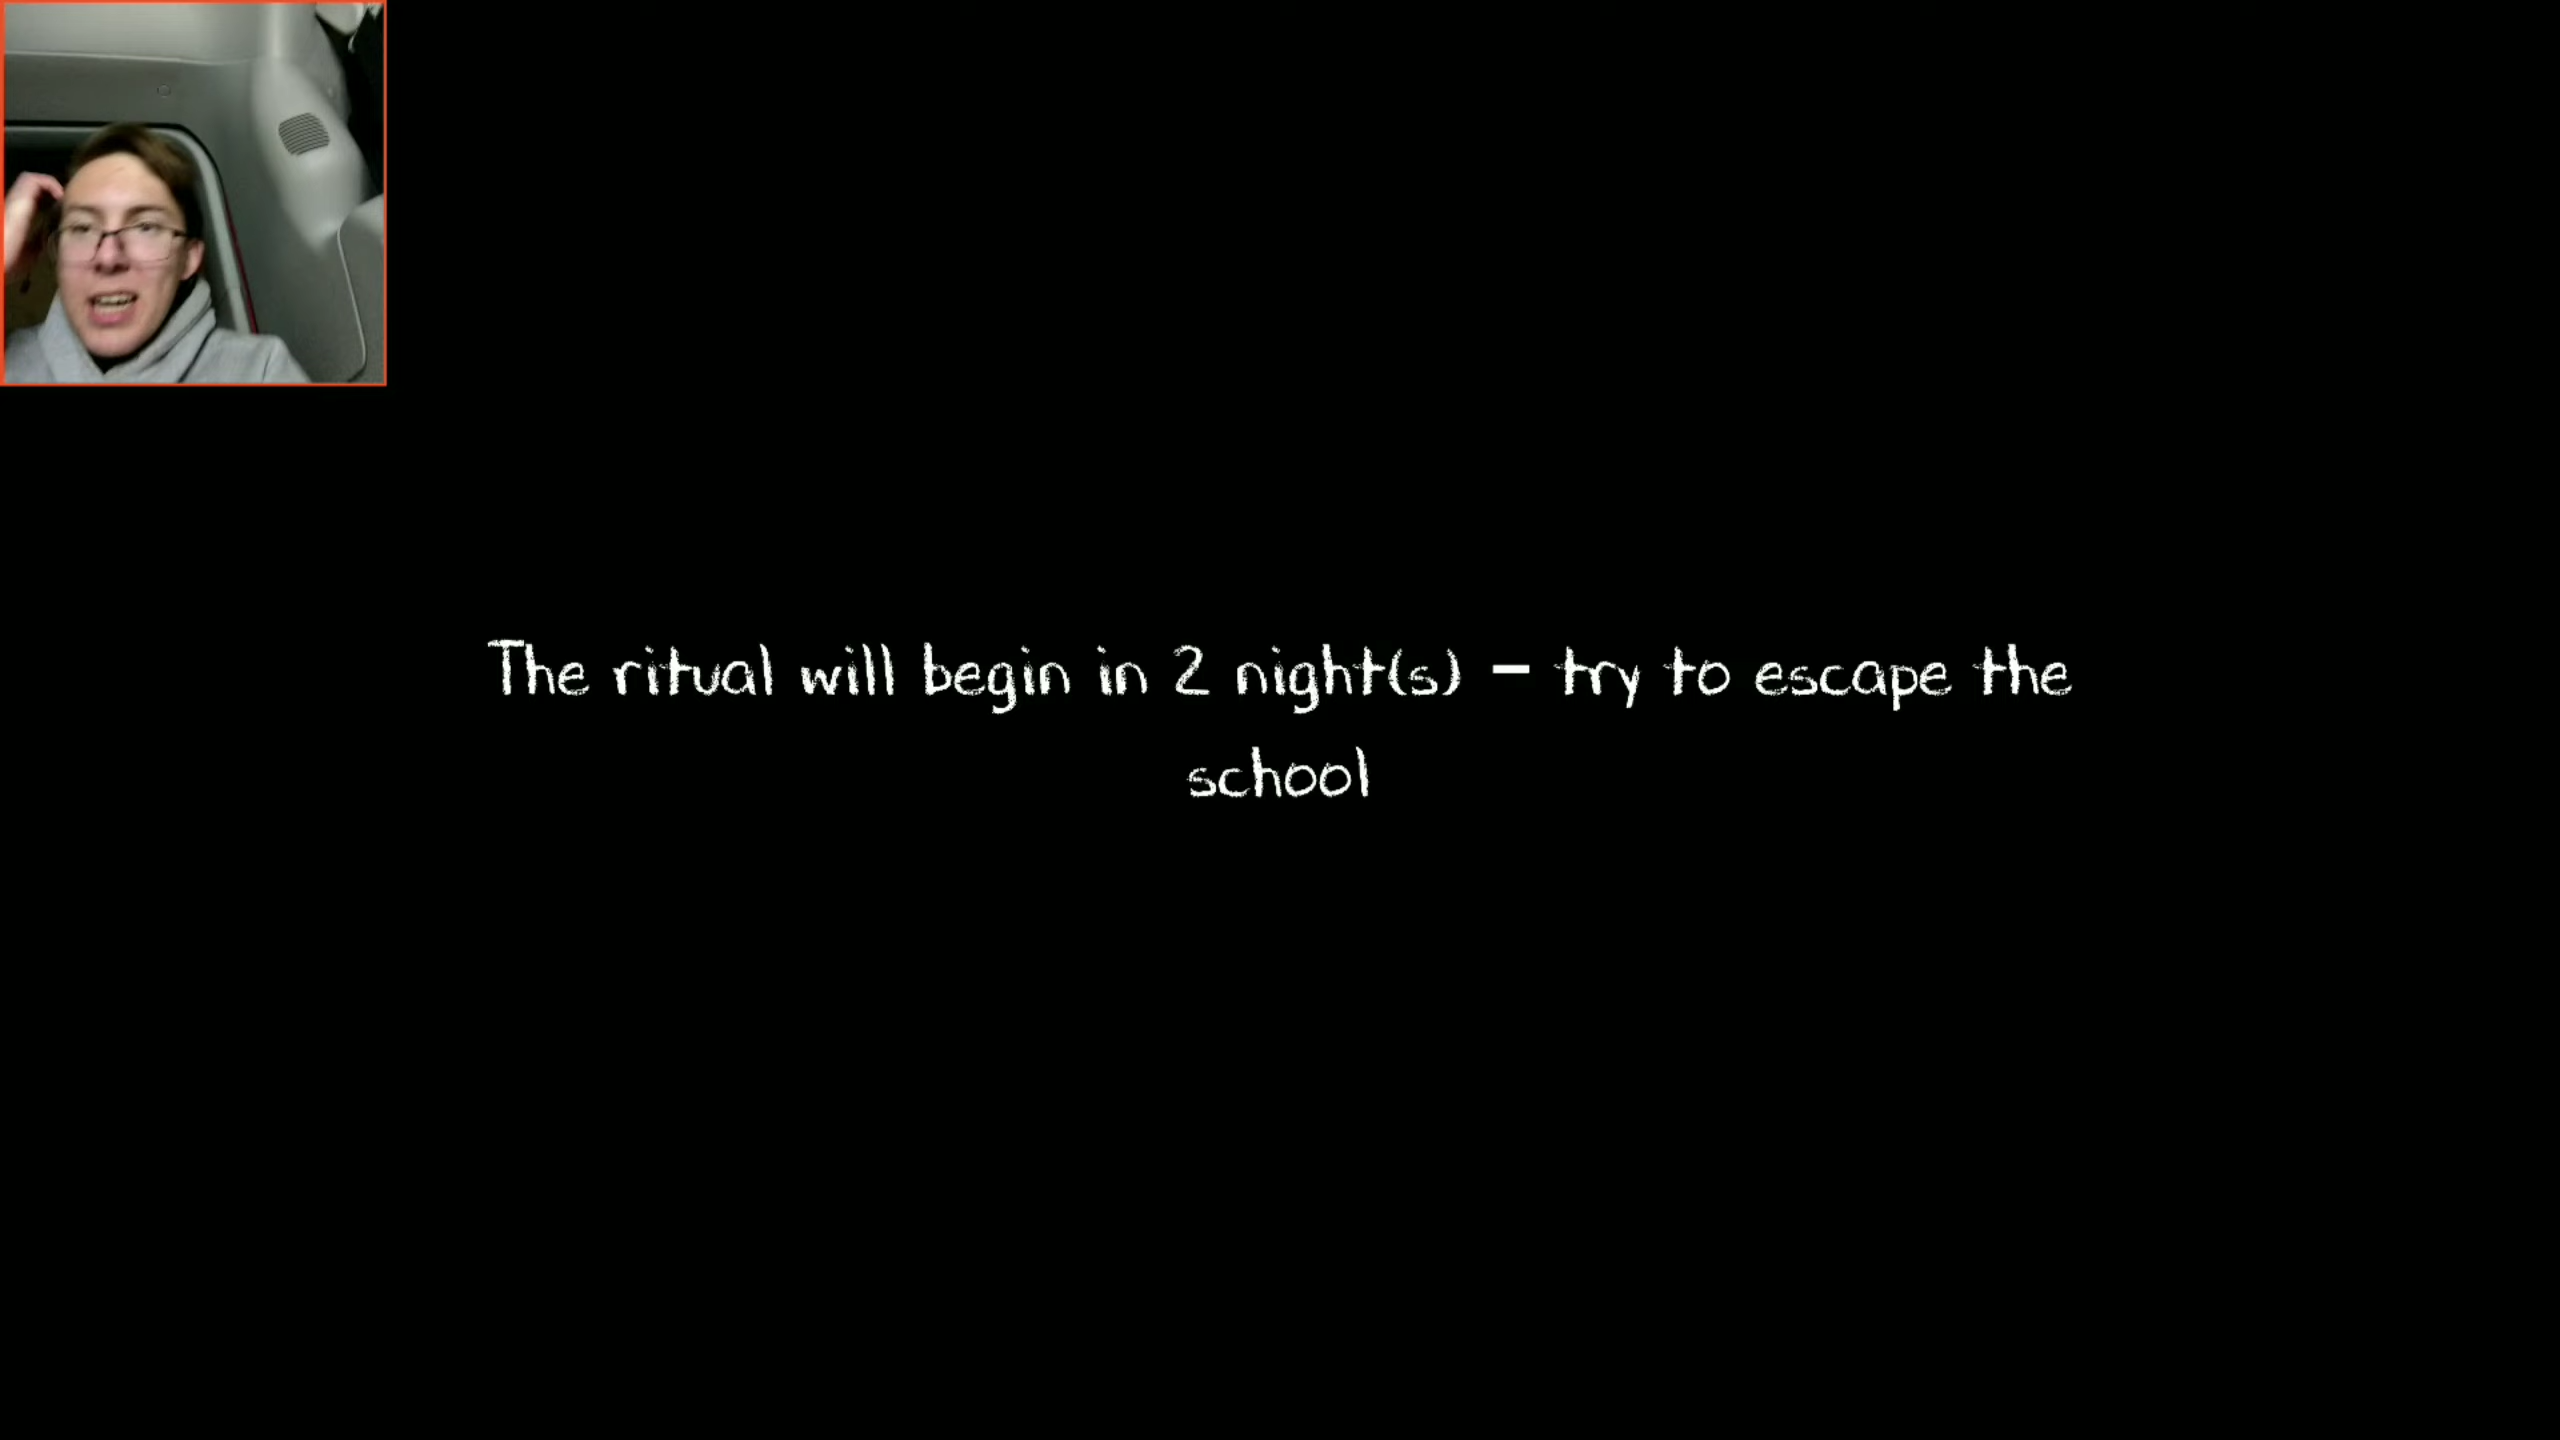 The ritual will begin in 2 night(s) - try to escape the
school